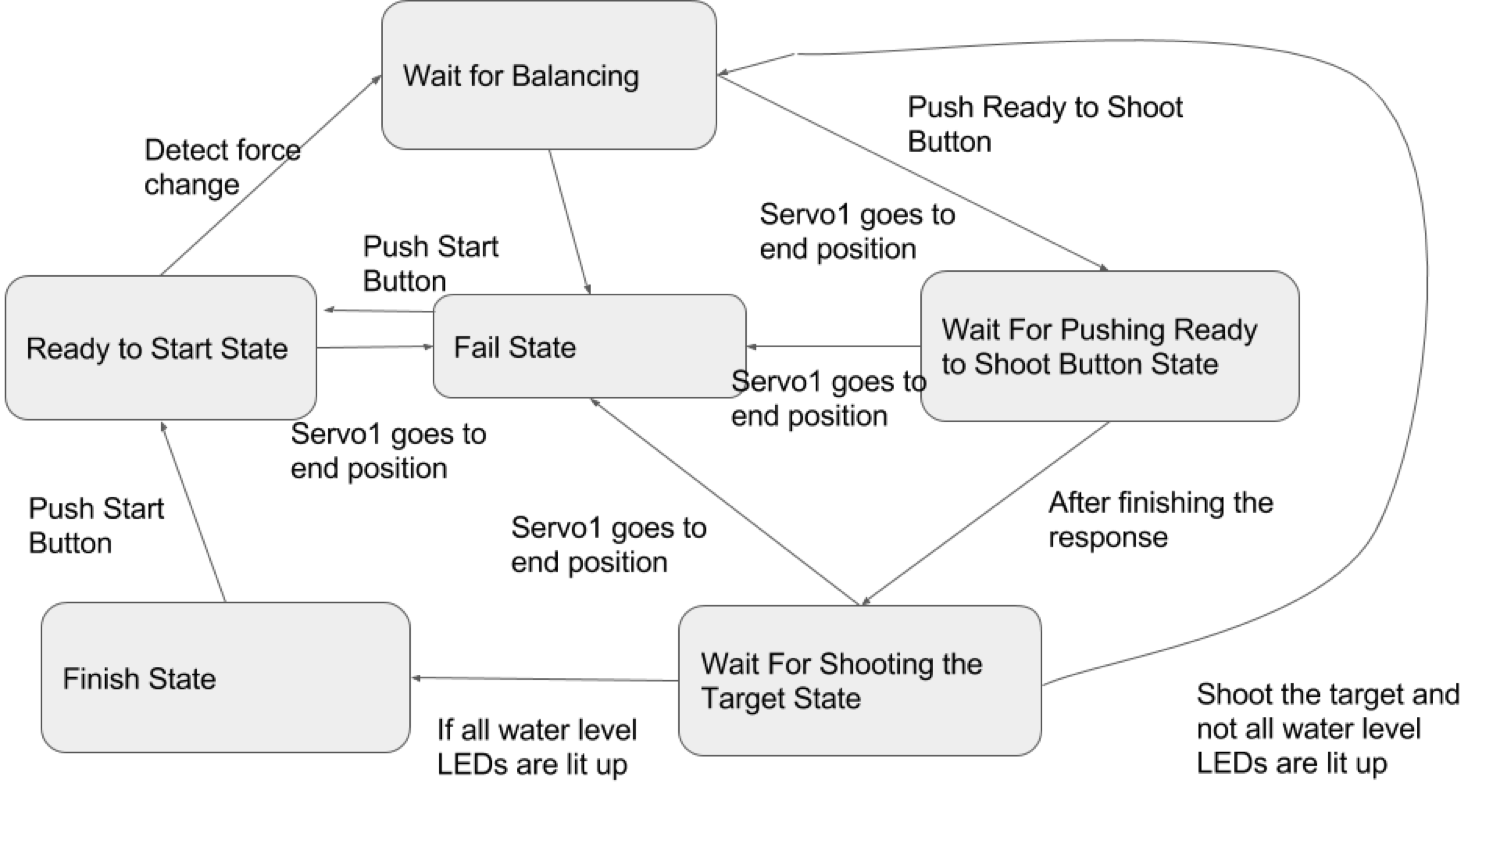 Wait for Balancing
Push Ready to Shoot
Button
Detect force
change
Servo1 goes to
end position
Push Start
Button
Ready to Start State
Fail State
Wait For Pushing Ready
to Shoot Button State
Servo1 goes to
end position
Servo1 goes to
end position
Push Start
Button
Servo1 goes to
end position
After finishing the
response
Finish State
Wait For Shooting the
Target State
If all water level
LEDs are lit up
Shoot the target and
not all water level
LEDs are lit up